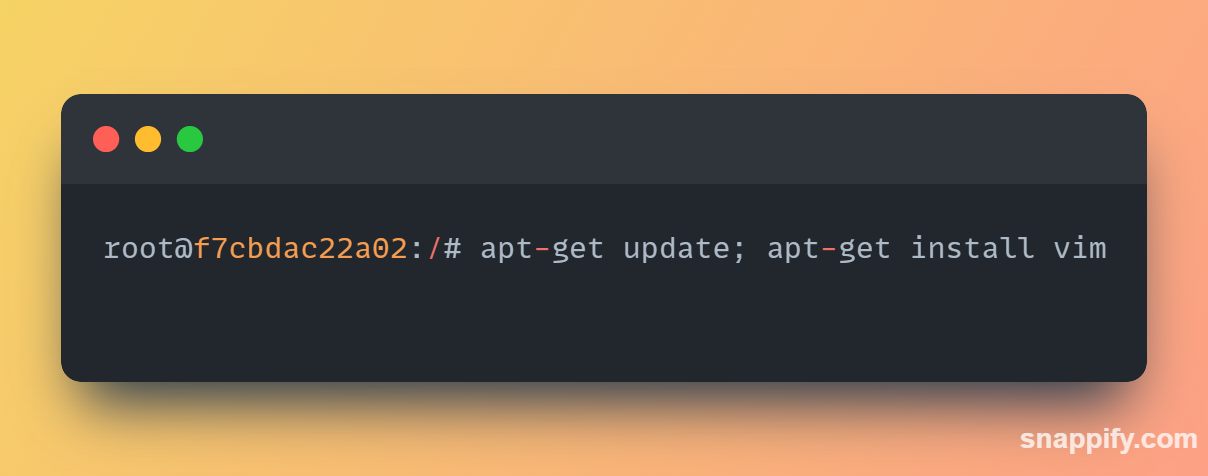 root@f7cbdac22a02:/# apt-get update; apt-get install vim
snappify.com